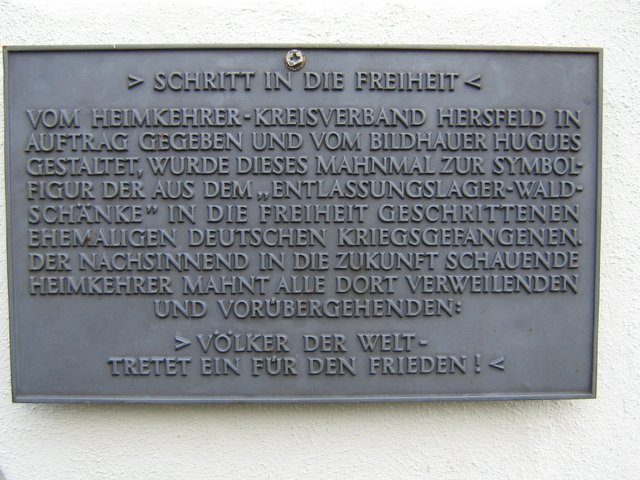 > SCHRITT IN DIE FREIHEIT <
VOM HEIMKEHRER-KREISVERBAND HERSFELD IN
AUFTRAG GEGEBEN UND VOM BILDHAUER HUGUES
GESTALTET, WURDE DIESES MAHNMAL ZUR SYMBOL-
FIGUR DER AUS DEM „ENTLASSUNGSLAGER-WALD-
SCHÄNKE” IN DIE FREIHEIT GESCHRITTENEN
EHEMALIGEN DEUTSCHEN KRIEGSGEFANGENEN.
DER NACHSINNEND IN DIE ZUKUNFT SCHAUENDE
HEIMKEHRER MAHNT ALLE DORT VERWEILENDEN
UND VORÜBERGEHENDEN:
> VÖLKER DER WELT -
TRETET EIN FÜR DEN FRIEDEN! <